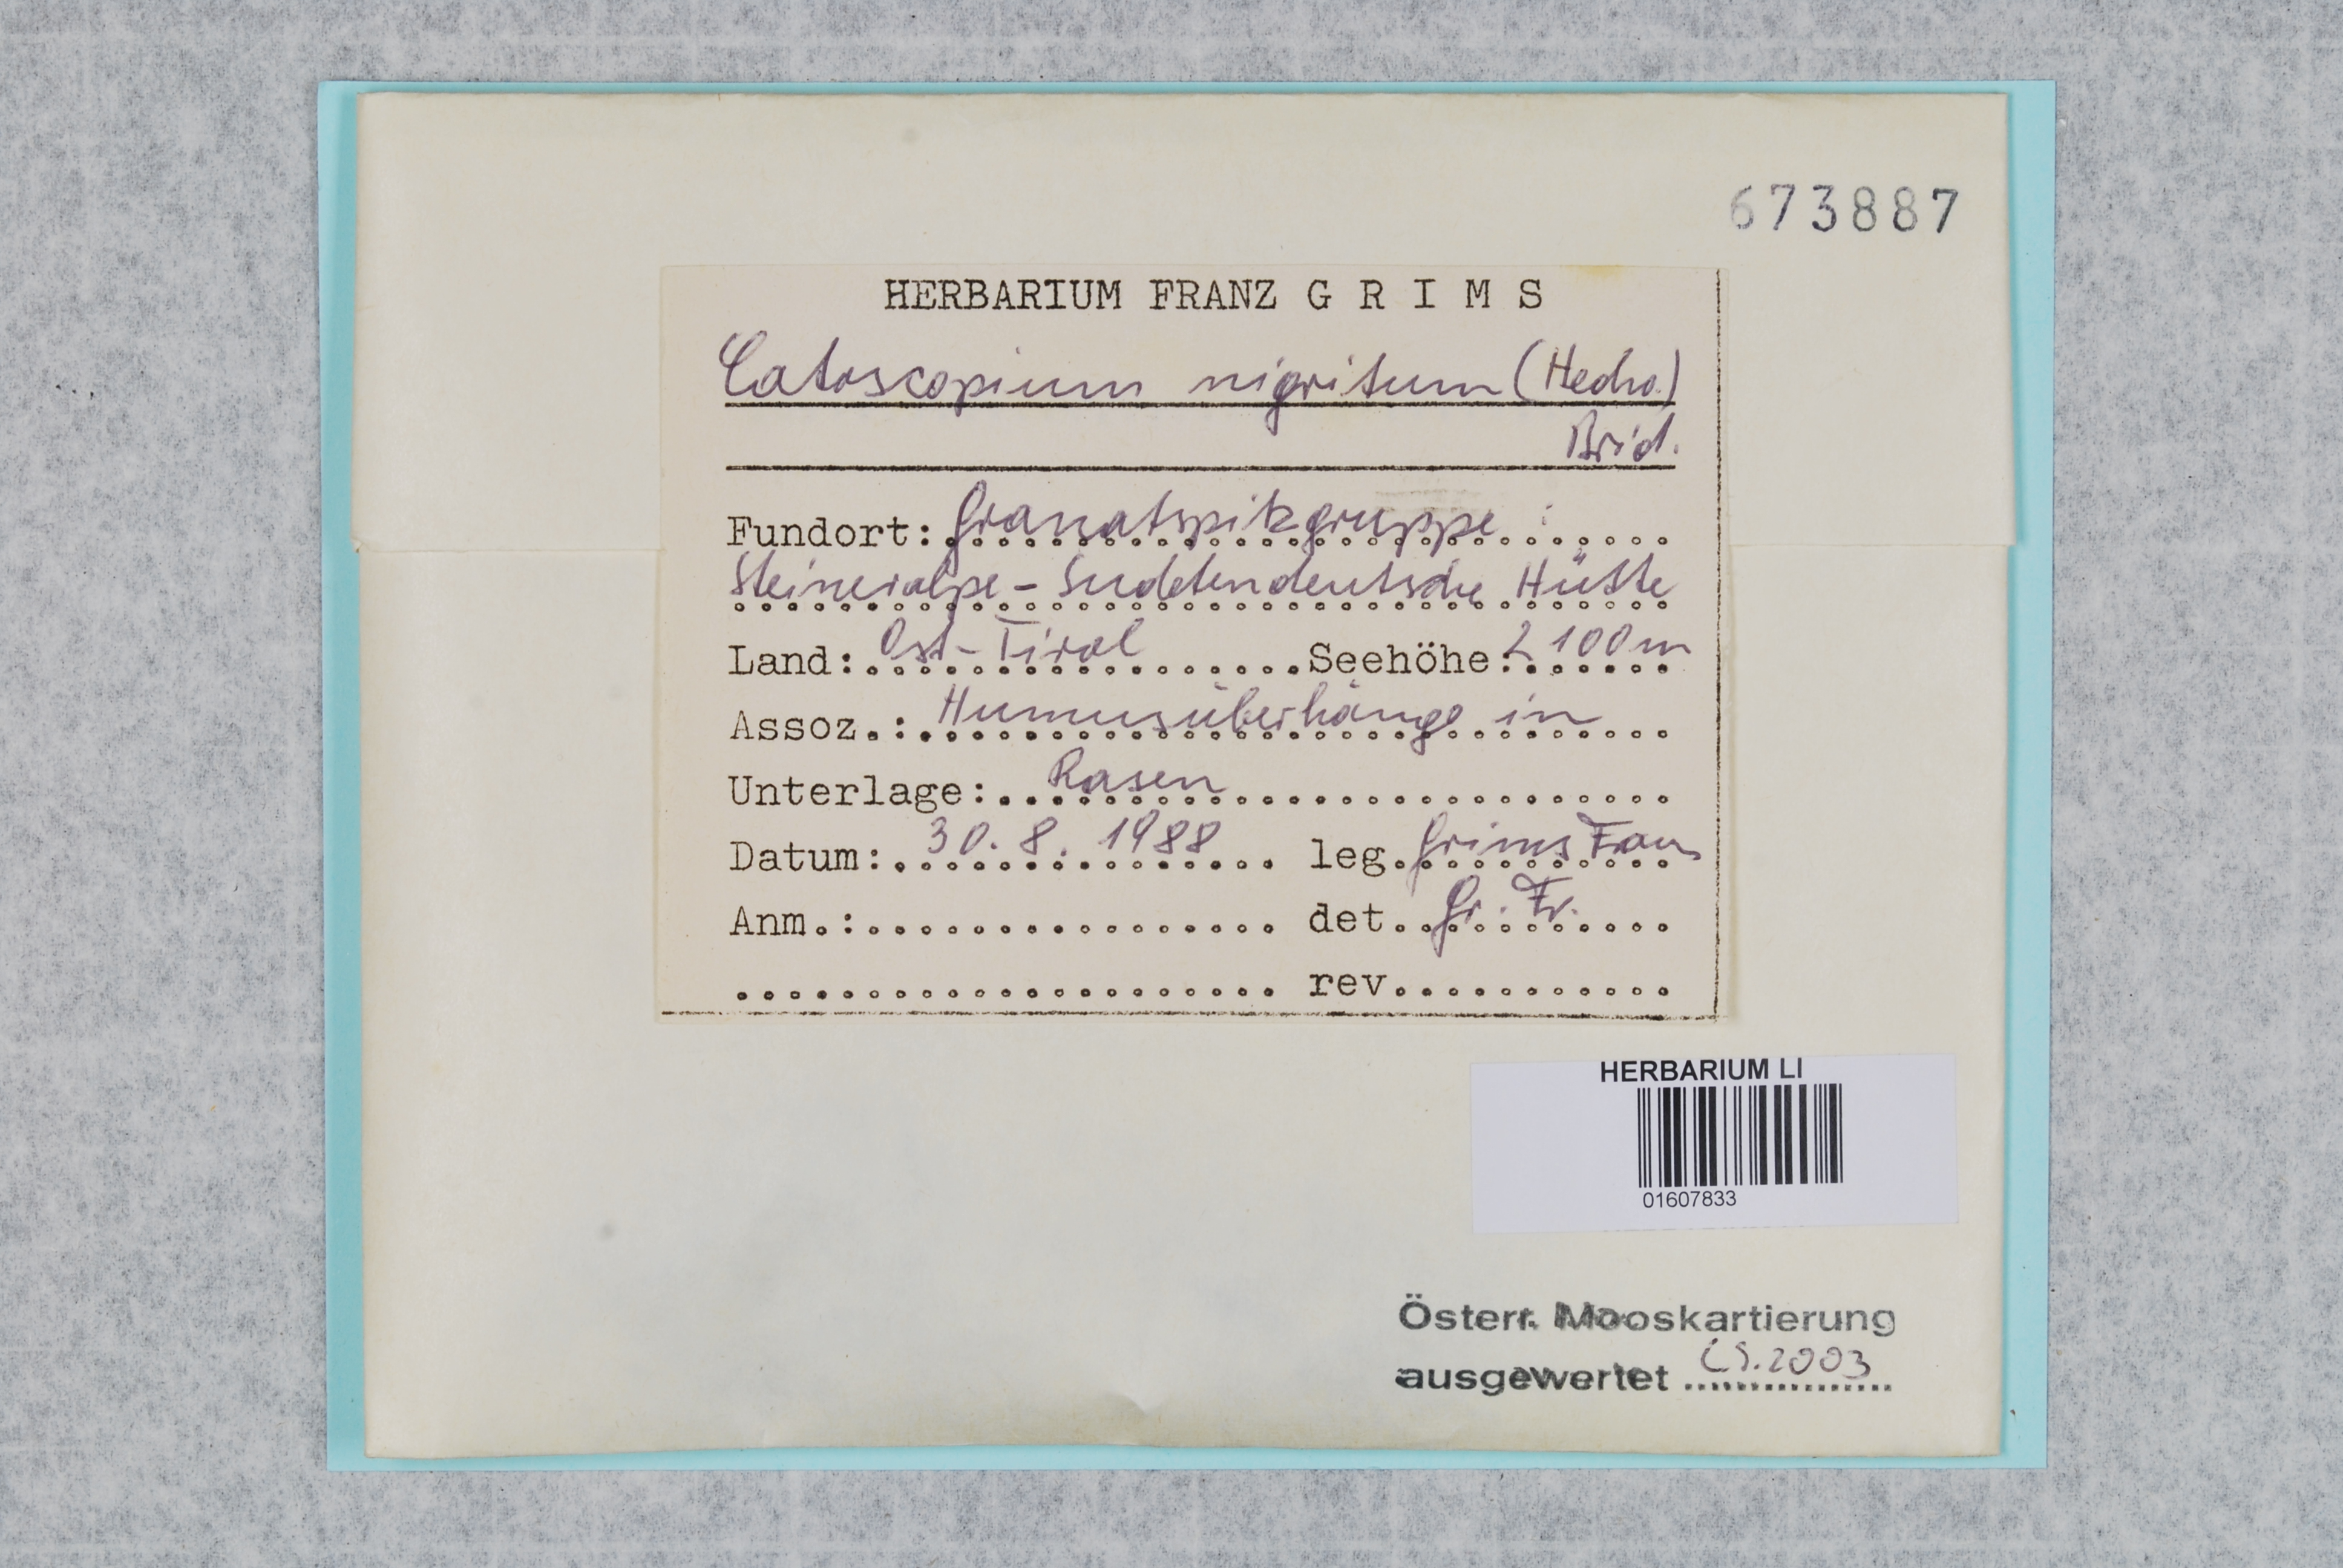 673887
HERBARIUM FRANZ G R I M S
Catoscopium nigritum (Hedw.)
Brid.
Fundort: Granatspitzgruppe :
Steineralpe - Sudetendeutsche Hütte
Land: Ost-Tirol Seehöhe: 2100m
Assoz.: Humusüberhänge in
Unterlage: Rasen
Datum: 30.8.1988 leg. Grims Franz
Anm.: det. Gr. Fr.
rev.
HERBARIUM LI
01607833
Österr. Mooskartierung
ausgewertet CS.2003